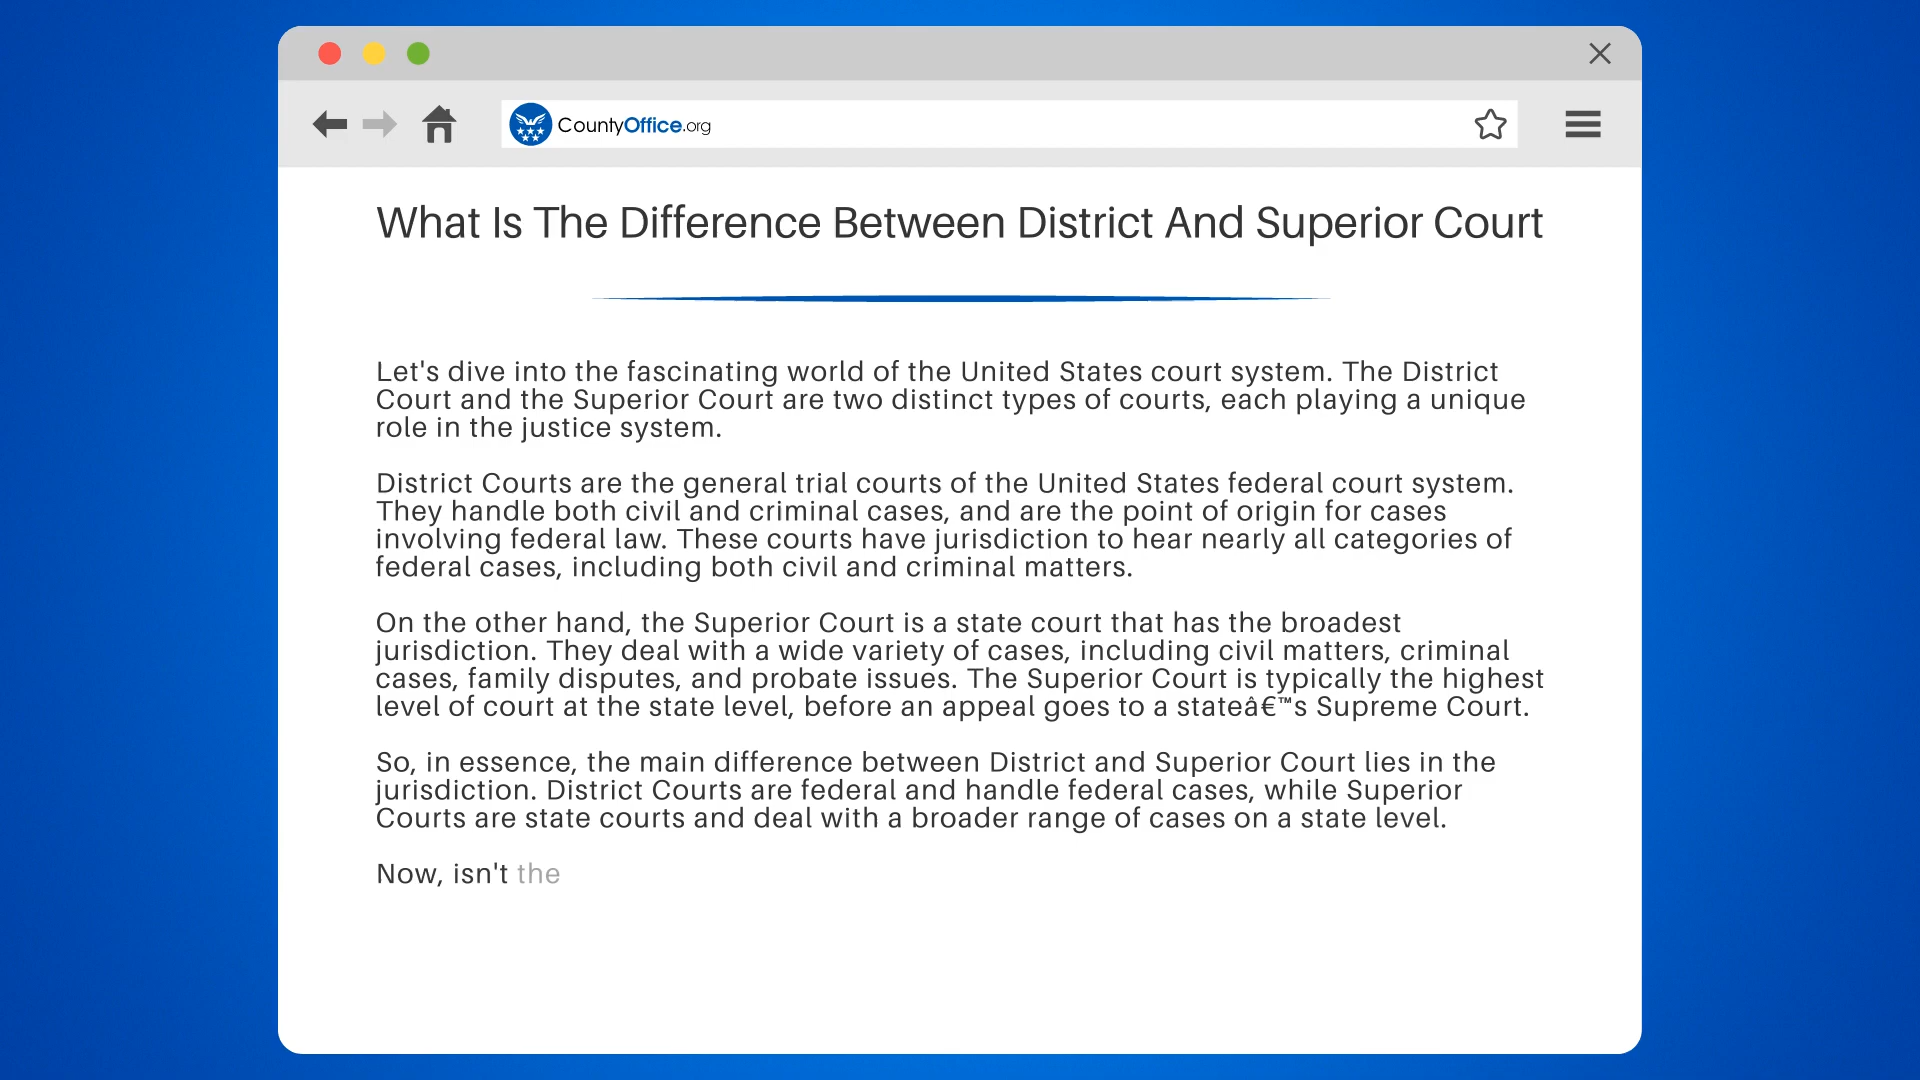 CountyOffice.org
What Is The Difference Between District And Superior Court
Let's dive into the fascinating world of the United States court system. The District
Court and the Superior Court are two distinct types of courts, each playing a unique
role in the justice system.
District Courts are the general trial courts of the United States federal court system.
They handle both civil and criminal cases, and are the point of origin for cases
involving federal law. These courts have jurisdiction to hear nearly all categories of
federal cases, including both civil and criminal matters.
On the other hand, the Superior Court is a state court that has the broadest
jurisdiction. They deal with a wide variety of cases, including civil matters, criminal
cases, family disputes, and probate issues. The Superior Court is typically the highest
level of court at the state level, before an appeal goes to a stateâ€™s Supreme Court.
So, in essence, the main difference between District and Superior Court lies in the
jurisdiction. District Courts are federal and handle federal cases, while Superior
Courts are state courts and deal with a broader range of cases on a state level.
Now, isn't the